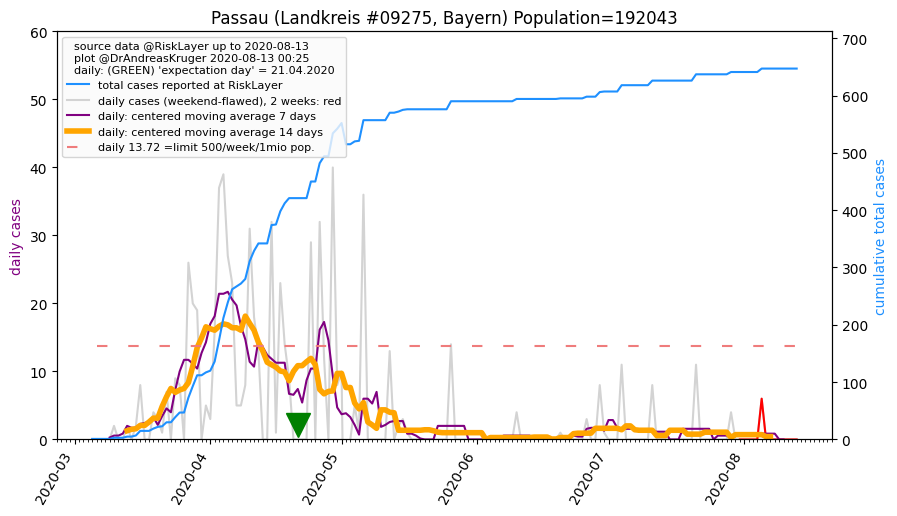 Passau (Landkreis #09275, Bayern) Population=192043
source data @RiskLayer up to 2020-08-13
plot @DrAndreasKruger 2020-08-13 00:25
daily: (GREEN) 'expectation day' = 21.04.2020
total cases reported at RiskLayer
daily cases (weekend-flawed), 2 weeks: red
daily: centered moving average 7 days
daily: centered moving average 14 days
daily 13.72 =limit 500/week/1mio pop.
daily cases
60
50
40
30
20
10
0
cumulative total cases
700
600
500
400
300
200
100
0
2020-03
2020-04
2020-05
2020-06
2020-07
2020-08